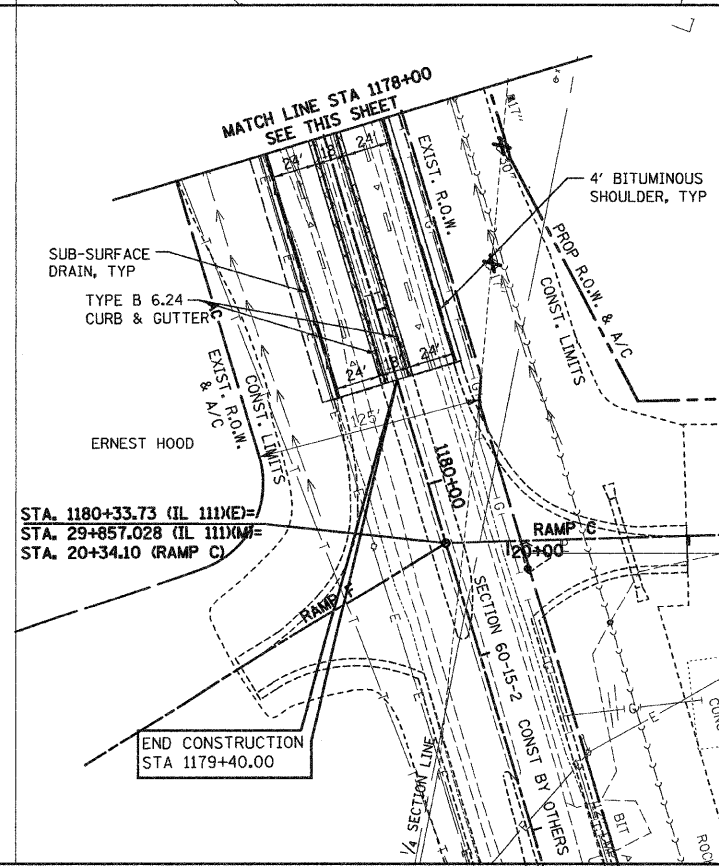 MATCH LINE STA 1178+00
SEE THIS SHEET
24' 18' 24'
EXIST. R.O.W.
17"
30"
4' BITUMINOUS
SHOULDER, TYP
PROP R.O.W. & A/C
CONST. LIMITS
SUB-SURFACE
DRAIN, TYP
TYPE B 6.24
CURB & GUTTER
AC
EXIST. R.O.W.
& A/C
CONST. LIMITS
24' 18' 24'
125'
ERNEST HOOD
1180+00
STA. 1180+33.73 (IL 111)(E)=
STA. 29+857.028 (IL 111)(M)=
STA. 20+34.10 (RAMP C)
RAMP C
20+00
RAMP F
SECTION 60-15-2 CONST BY OTHERS
END CONSTRUCTION
STA 1179+40.00
1/4 SECTION LINE
G
E
BIT